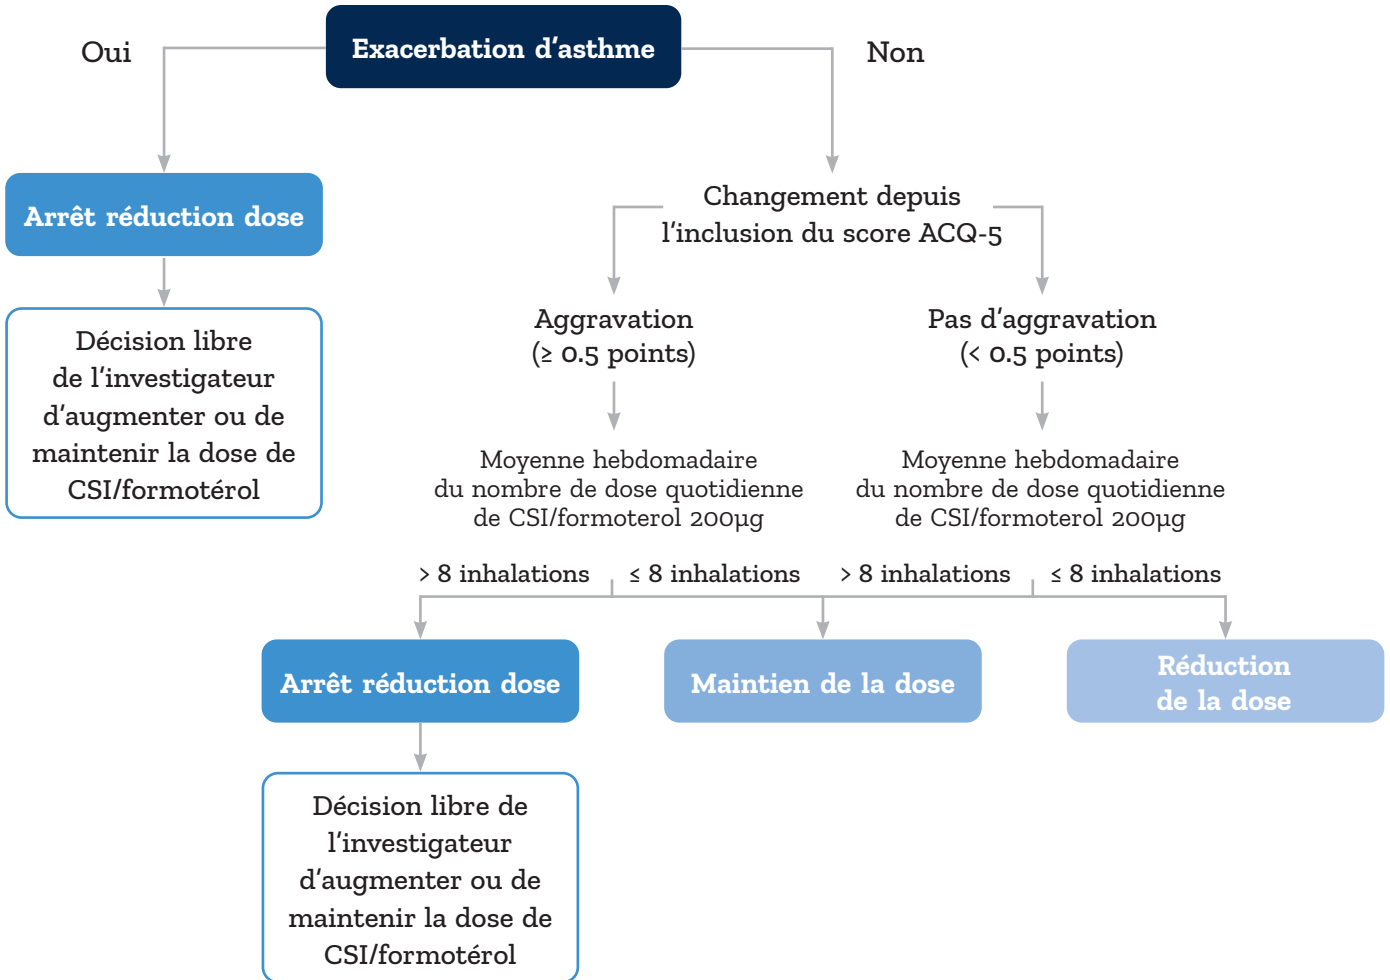 Oui
Exacerbation d’asthme
Non
Arrêt réduction dose
Décision libre
de l’investigateur
d’augmenter ou de
maintenir la dose de
CSI/formotérol
Changement depuis
l’inclusion du score ACQ-5
Aggravation
(≥ 0.5 points)
Pas d’aggravation
(< 0.5 points)
Moyenne hebdomadaire
du nombre de dose quotidienne
de CSI/formoterol 200µg
Moyenne hebdomadaire
du nombre de dose quotidienne
de CSI/formoterol 200µg
> 8 inhalations
≤ 8 inhalations
> 8 inhalations
≤ 8 inhalations
Arrêt réduction dose
Maintien de la dose
Réduction
de la dose
Décision libre de
l’investigateur
d’augmenter ou de
maintenir la dose de
CSI/formotérol